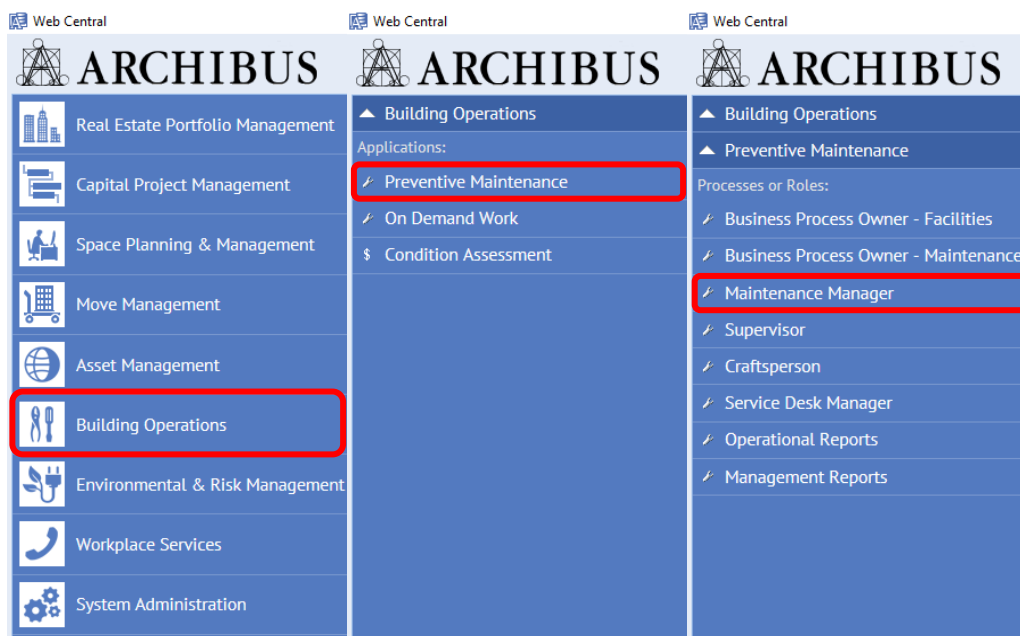 Web Central
ARCHIBUS
Real Estate Portfolio Management
Capital Project Management
Space Planning & Management
Move Management
Asset Management
Building Operations
Environmental & Risk Management
Workplace Services
System Administration
Web Central
ARCHIBUS
Building Operations
Applications:
Preventive Maintenance
On Demand Work
$ Condition Assessment
Web Central
ARCHIBUS
Building Operations
Preventive Maintenance
Processes or Roles:
Business Process Owner - Facilities
Business Process Owner - Maintenance
Maintenance Manager
Supervisor
Craftsperson
Service Desk Manager
Operational Reports
Management Reports